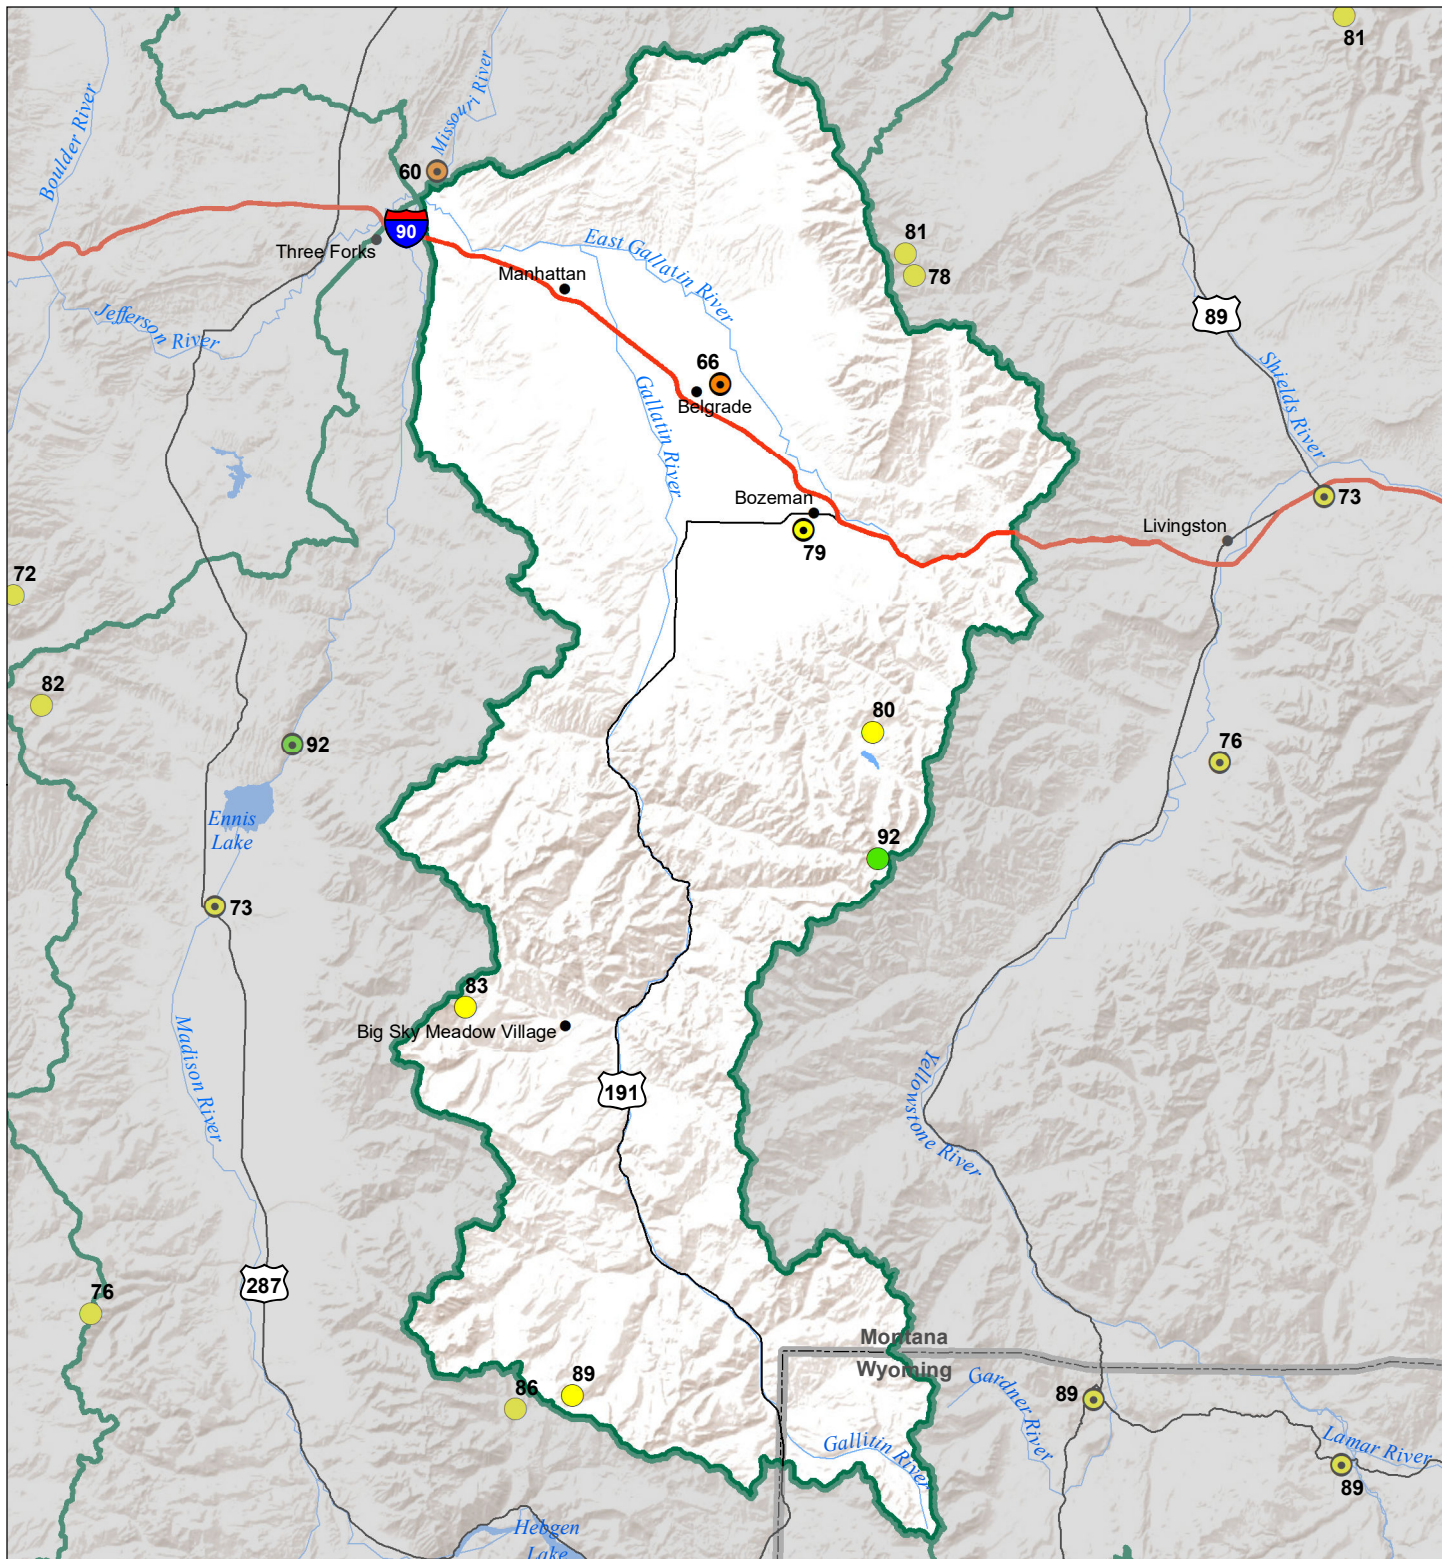 81
Missouri River
Boulder River
60
90
Three Forks
81
78
East Gallatin River
Manhattan
89
Jefferson River
66
Belgrade
Gallatin River
Shields River
Bozeman
79
73
Livingston
72
82
80
92
76
Ennis
Lake
92
73
83
Big Sky Meadow Village
191
Madison River
Yellowstone River
287
76
Montana
Wyoming
89
86
Gardner River
89
Gallitin River
Lamar River
89
Hebgen
Lake